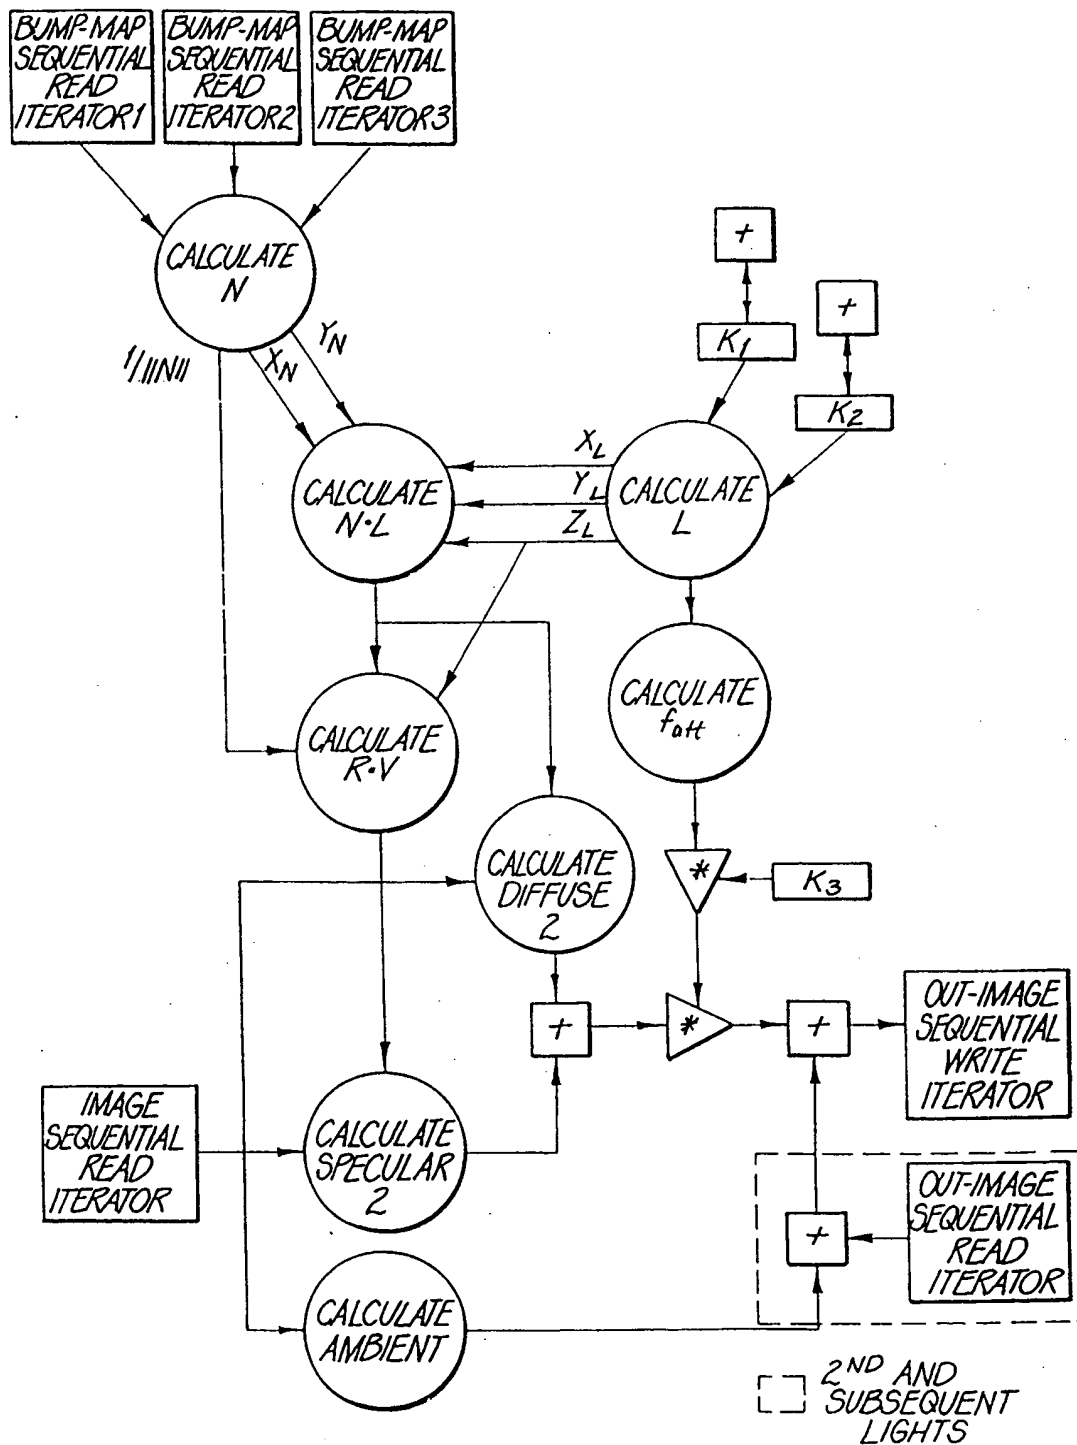 BUMP-MAP
SEQUENTIAL
READ
ITERATOR1
BUMP-MAP
SEQUENTIAL
READ
ITERATOR2
BUMP-MAP
SEQUENTIAL
READ
ITERATOR3
CALCULATE
N
+
+
K1
K2
1/||N||
XN
YN
CALCULATE
N·L
XL
YL
ZL
CALCULATE
L
CALCULATE
fatt
CALCULATE
R·V
CALCULATE
DIFFUSE
2
*
K3
+
*
+
OUT-IMAGE
SEQUENTIAL
WRITE
ITERATOR
IMAGE
SEQUENTIAL
READ
ITERATOR
CALCULATE
SPECULAR
2
+
OUT-IMAGE
SEQUENTIAL
READ
ITERATOR
CALCULATE
AMBIENT
2ND AND
SUBSEQUENT
LIGHTS